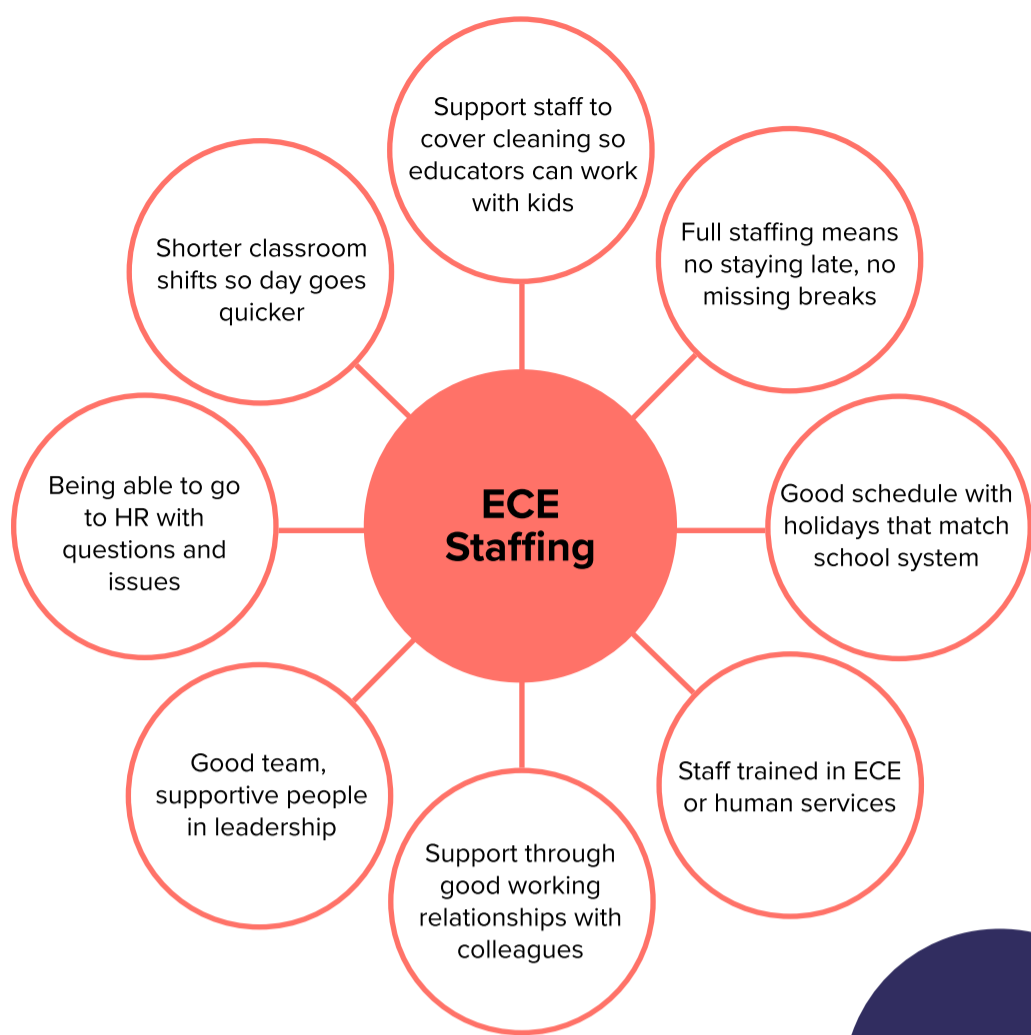 Support staff to
cover cleaning so
educators can work
with kids
Full staffing means
no staying late, no
missing breaks
Good schedule with
holidays that match
school system
Staff trained in ECE
or human services
Support through
good working
relationships with
colleagues
Good team,
supportive people
in leadership
Being able to go
to HR with
questions and
issues
Shorter classroom
shifts so day goes
quicker
ECE
Staffing